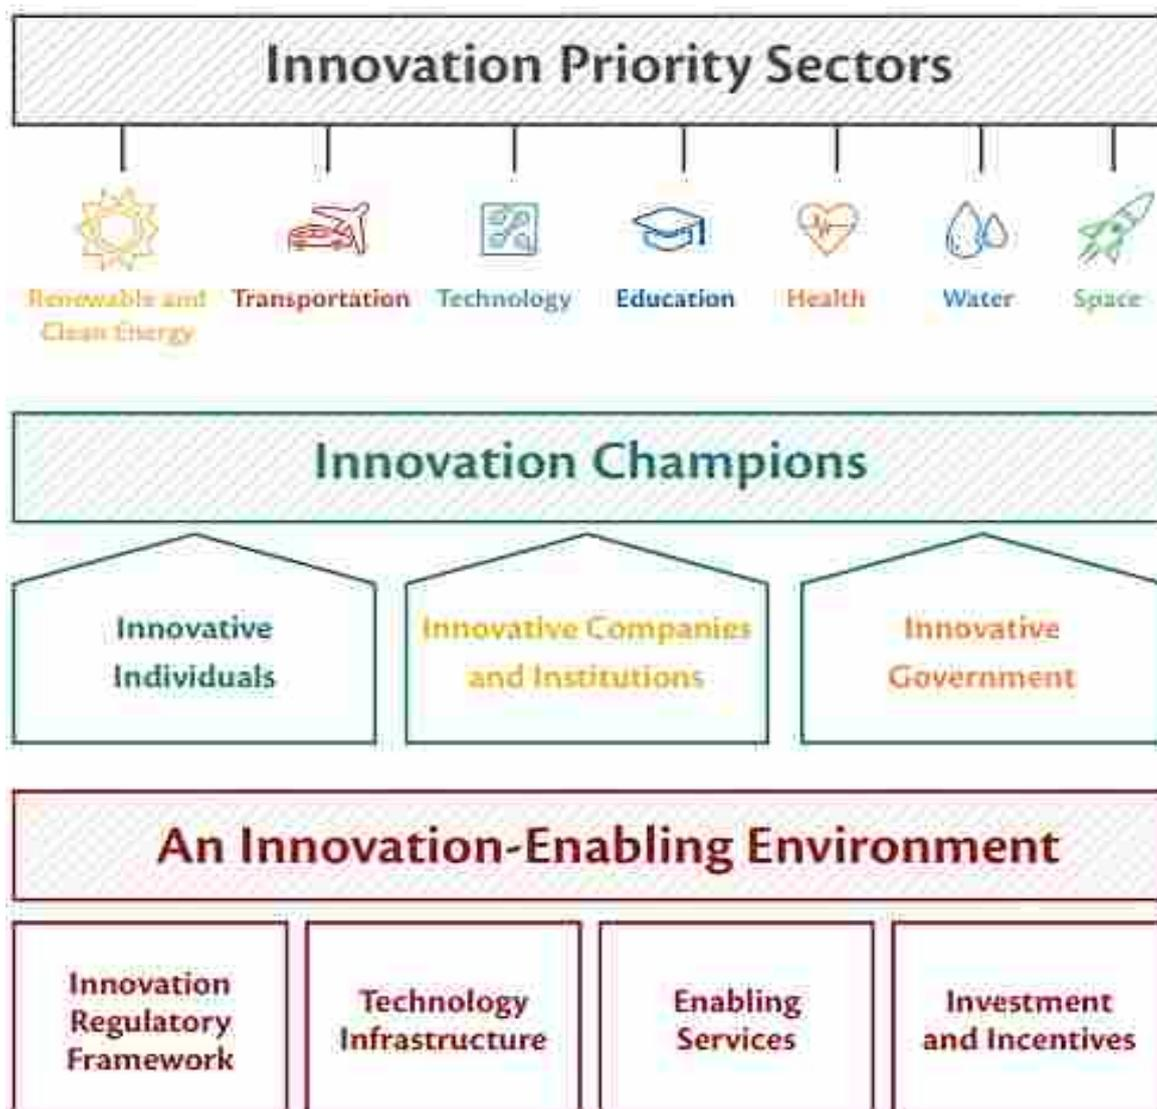 Innovation Priority Sectors
Renewable and Clean Energy
Transportation
Technology
Education
Health
Water
Space
Innovation Champions
Innovative
Individuals
Innovative Companies
and Institutions
Innovative
Government
An Innovation-Enabling Environment
Innovation
Regulatory
Framework
Technology
Infrastructure
Enabling
Services
Investment
and Incentives